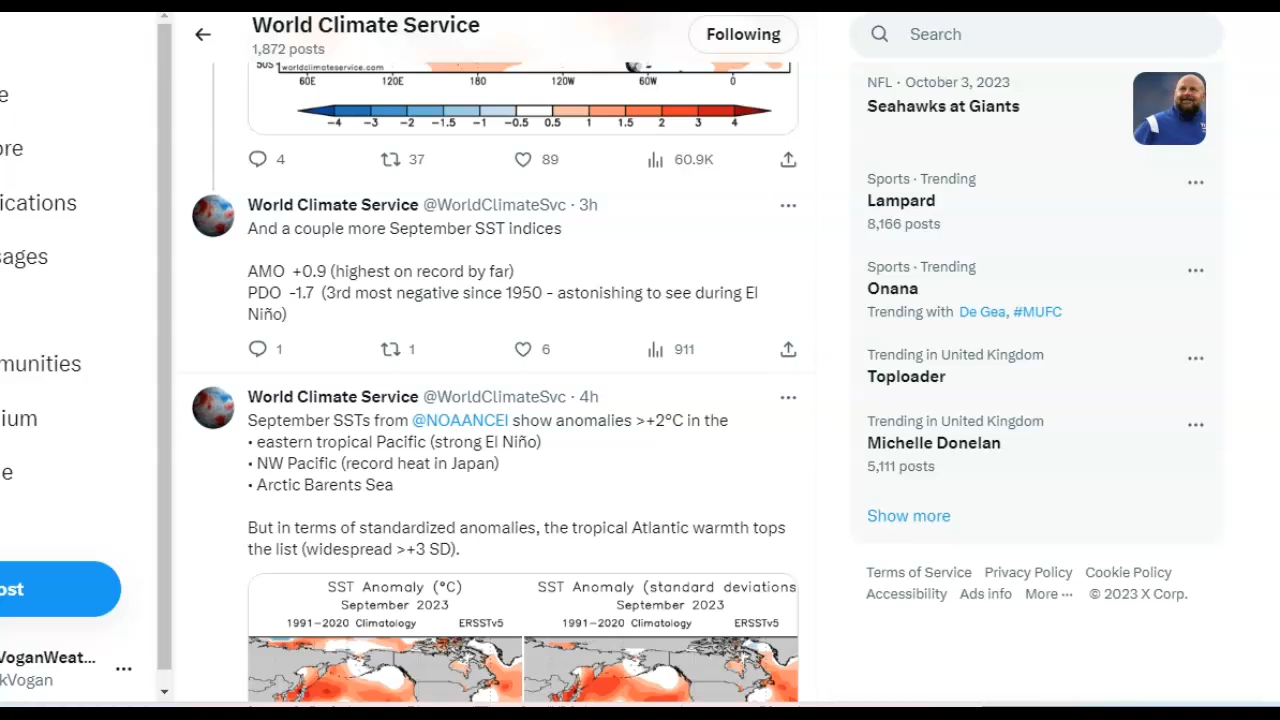 World Climate Service
1,872 posts
Following
Search
50S
worldclimateservice.com
60E 120E 180 120W 60W 0
-4 -3 -2 -1.5 -1 -0.5 0.5 1 1.5 2 3 4
4 37 89 60.9K
World Climate Service @WorldClimateSvc · 3h
And a couple more September SST indices
AMO +0.9 (highest on record by far)
PDO -1.7 (3rd most negative since 1950 - astonishing to see during El
Niño)
1 1 6 911
World Climate Service @WorldClimateSvc · 4h
September SSTs from @NOAANCEI show anomalies >+2°C in the
• eastern tropical Pacific (strong El Niño)
• NW Pacific (record heat in Japan)
• Arctic Barents Sea
But in terms of standardized anomalies, the tropical Atlantic warmth tops
the list (widespread >+3 SD).
SST Anomaly (°C)
September 2023
1991-2020 Climatology ERSSTv5
SST Anomaly (standard deviations
September 2023
1991-2020 Climatology ERSSTv5
NFL · October 3, 2023
Seahawks at Giants
Sports · Trending
Lampard
8,166 posts
Sports · Trending
Onana
Trending with De Gea, #MUFC
Trending in United Kingdom
Toploader
Trending in United Kingdom
Michelle Donelan
5,111 posts
Show more
Terms of Service Privacy Policy Cookie Policy
Accessibility Ads info More ··· © 2023 X Corp.
e
ore
ications
sages
munities
ium
e
ost
VoganWeat...
kVogan